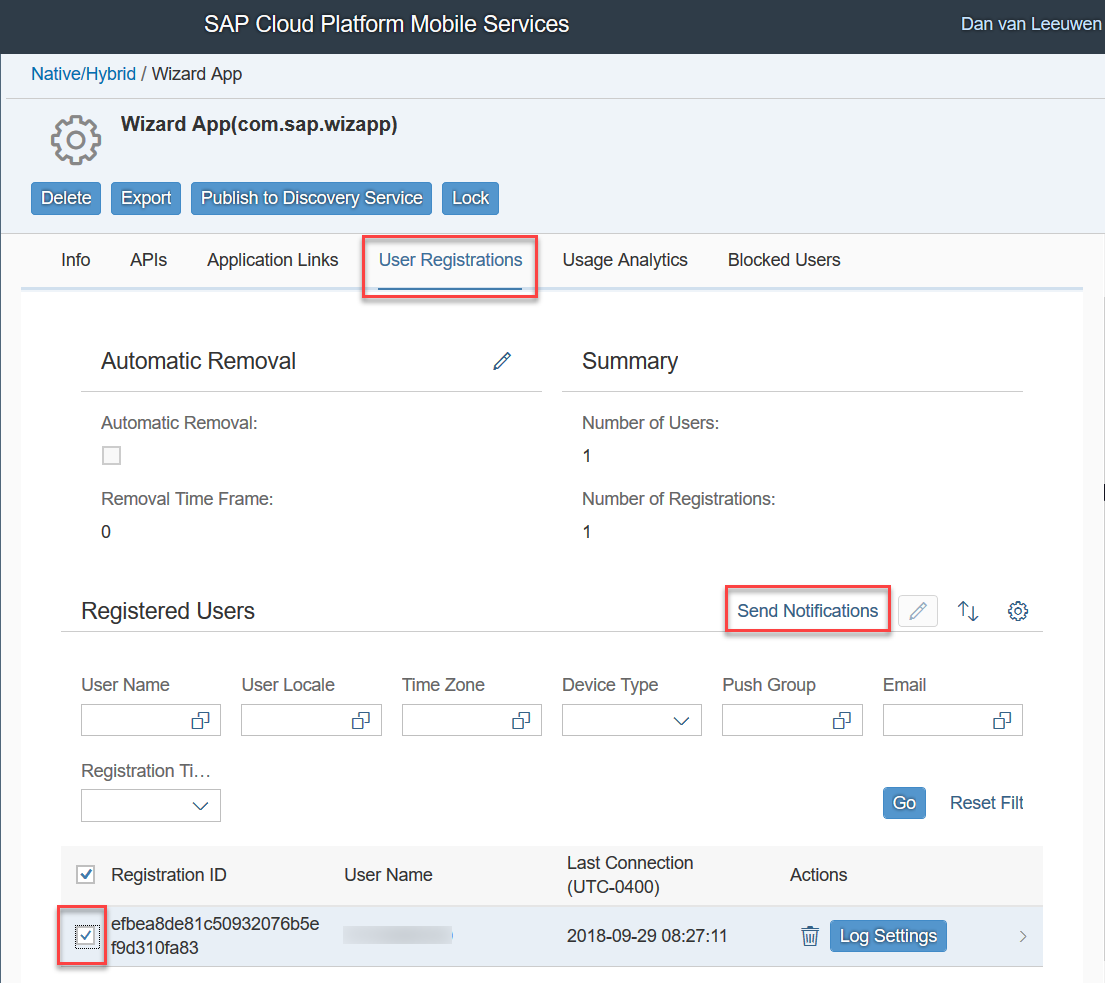 SAP Cloud Platform Mobile Services
Dan van Leeuwen
Native/Hybrid / Wizard App
Wizard App(com.sap.wizapp)
Delete Export Publish to Discovery Service Lock
Info APIs Application Links User Registrations Usage Analytics Blocked Users
Automatic Removal
Automatic Removal:
Removal Time Frame:
0
Summary
Number of Users:
1
Number of Registrations:
1
Registered Users
Send Notifications
User Name User Locale Time Zone Device Type Push Group Email
Registration Ti...
Go Reset Filt
Registration ID User Name Last Connection
(UTC-0400) Actions
efbea8de81c50932076b5e
f9d310fa83
2018-09-29 08:27:11 Log Settings